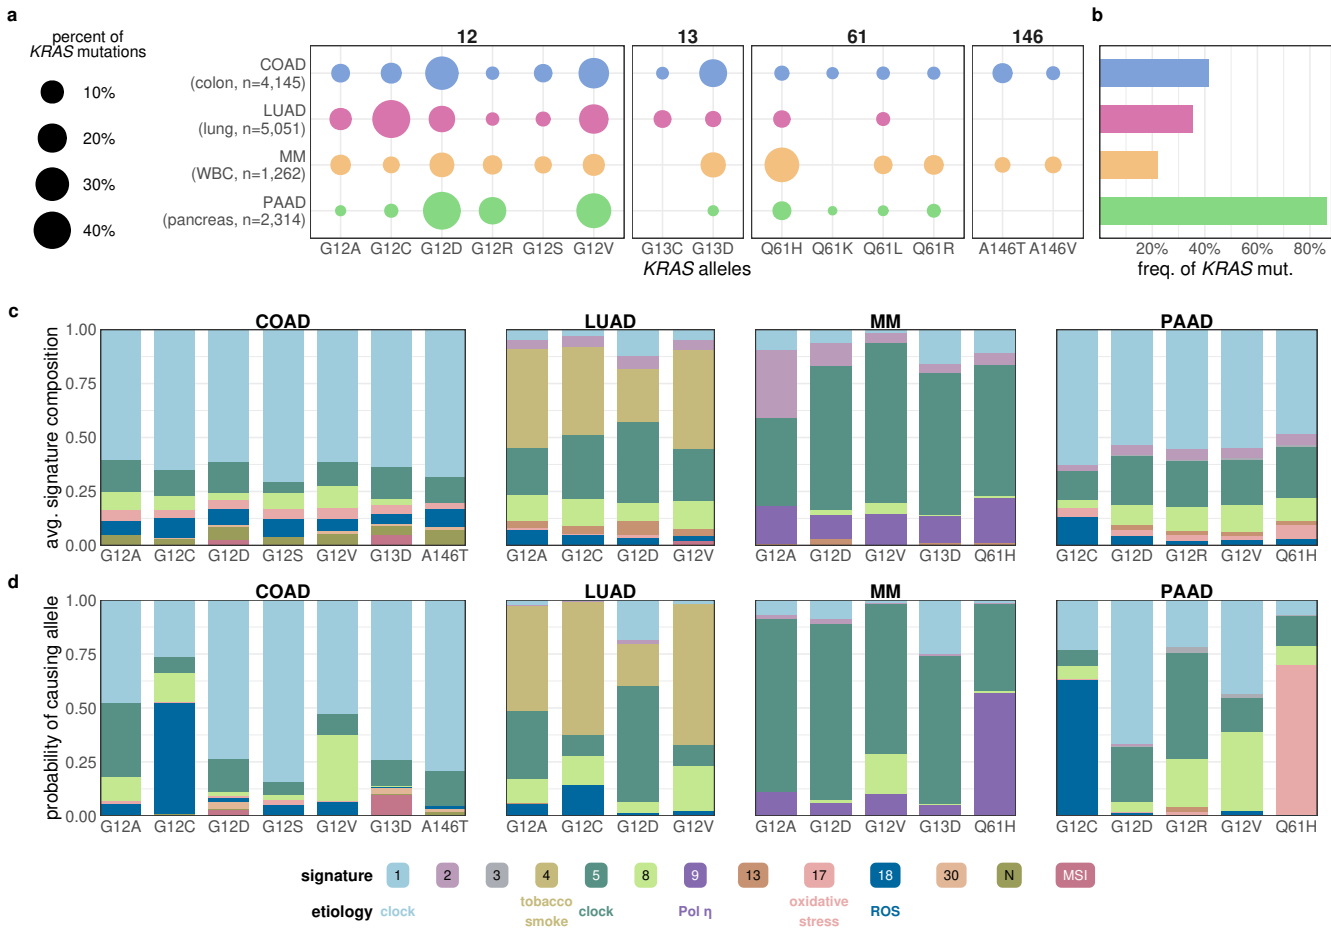 a
b
percent of
KRAS mutations
10%
20%
30%
40%
12
13
61
146
COAD
(colon, n=4,145)
LUAD
(lung, n=5,051)
MM
(WBC, n=1,262)
PAAD
(pancreas, n=2,314)
G12A G12C G12D G12R G12S G12V
G13C G13D
Q61H Q61K Q61L Q61R
A146T A146V
KRAS alleles
20% 40% 60% 80%
freq. of KRAS mut.
c
COAD
LUAD
MM
PAAD
avg. signature composition
1.00
0.75
0.50
0.25
0.00
G12A G12C G12D G12S G12V G13D A146T
G12A G12C G12D G12V
G12A G12D G12V G13D Q61H
G12C G12D G12R G12V Q61H
d
COAD
LUAD
MM
PAAD
probability of causing allele
1.00
0.75
0.50
0.25
0.00
G12A G12C G12D G12S G12V G13D A146T
G12A G12C G12D G12V
G12A G12D G12V G13D Q61H
G12C G12D G12R G12V Q61H
signature 1 2 3 4 5 8 9 13 17 18 30 N MSI
etiology clock
tobacco
smoke
clock
Pol η
oxidative
stress
ROS